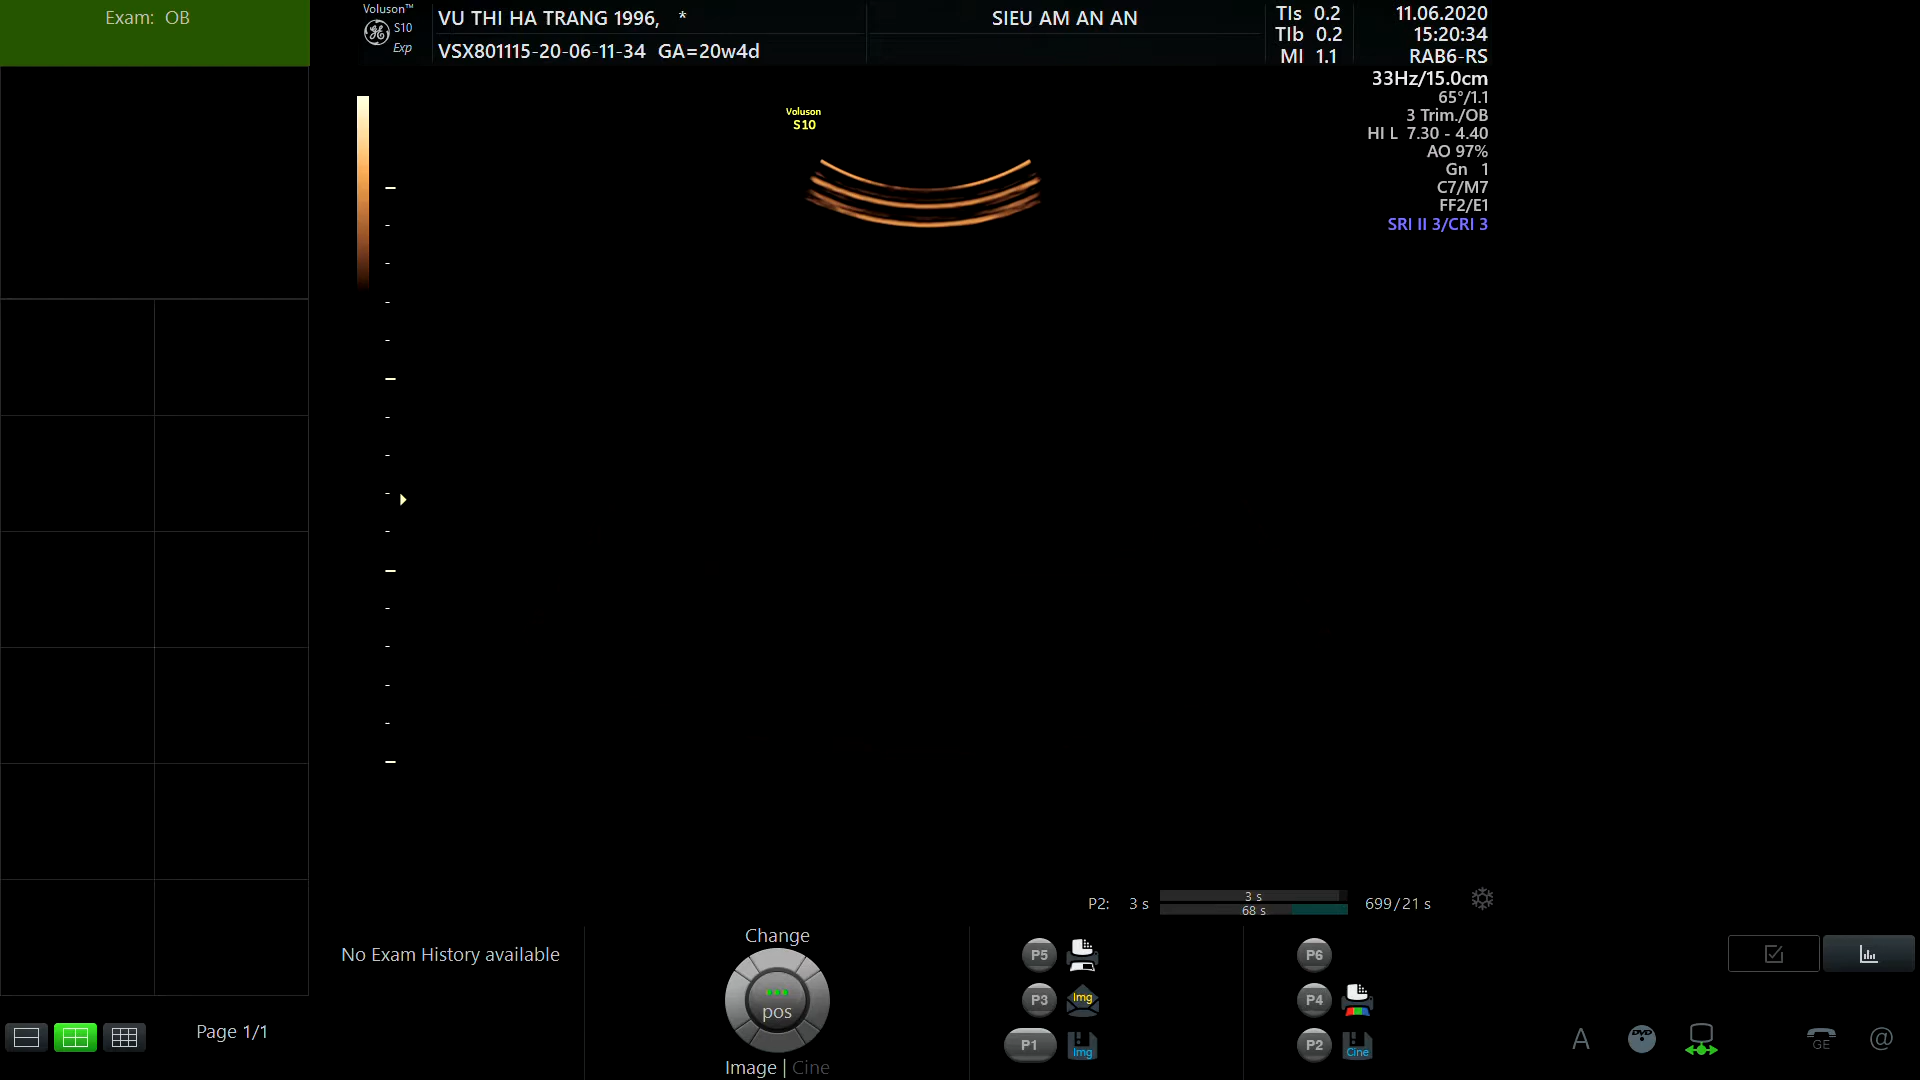 Exam: OB
Voluson™
S10
Exp
VU THI HA TRANG 1996, *
VSX801115-20-06-11-34 GA=20w4d
SIEU AM AN AN
TIs 0.2
TIb 0.2
MI 1.1
11.06.2020
15:20:34
RAB6-RS
33Hz/15.0cm
65°/1.1
3 Trim./OB
HI L 7.30 - 4.40
AO 97%
Gn 1
C7/M7
FF2/E1
SRI II 3/CRI 3
Voluson
S10
P2: 3 s
3 s
68 s
699/21 s
No Exam History available
Change
pos
Image | Cine
P5
P3
Img
P1
Img
P6
P4
P2
Cine
Page 1/1
A
DVD
GE
@